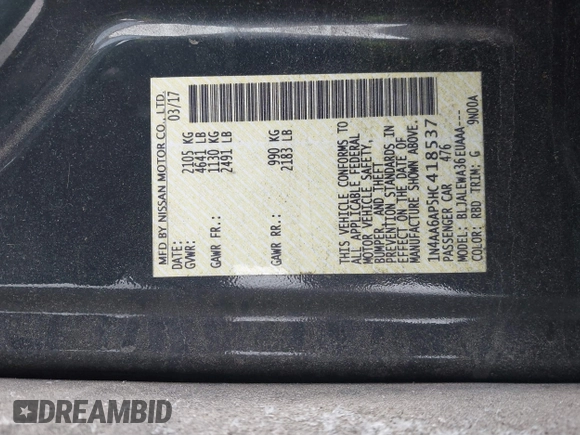 MFD BY NISSAN MOTOR CO., LTD.
DATE: 03/17
GVWR: 2105 KG
4641 LB
GAWR FR.: 1130 KG
2491 LB
GAWR RR.: 990 KG
2183 LB
THIS VEHICLE CONFORMS TO
ALL APPLICABLE FEDERAL
MOTOR VEHICLE SAFETY,
BUMPER, AND THEFT
PREVENTION STANDARDS IN
EFFECT ON THE DATE OF
MANUFACTURE SHOWN ABOVE.
1N4AA6AP5HC 418537
PASSENGER CAR 476
MODEL: BLJALEWA36EUAAA---
COLOR: RBD TRIM: G 9N00A
DREAMBID